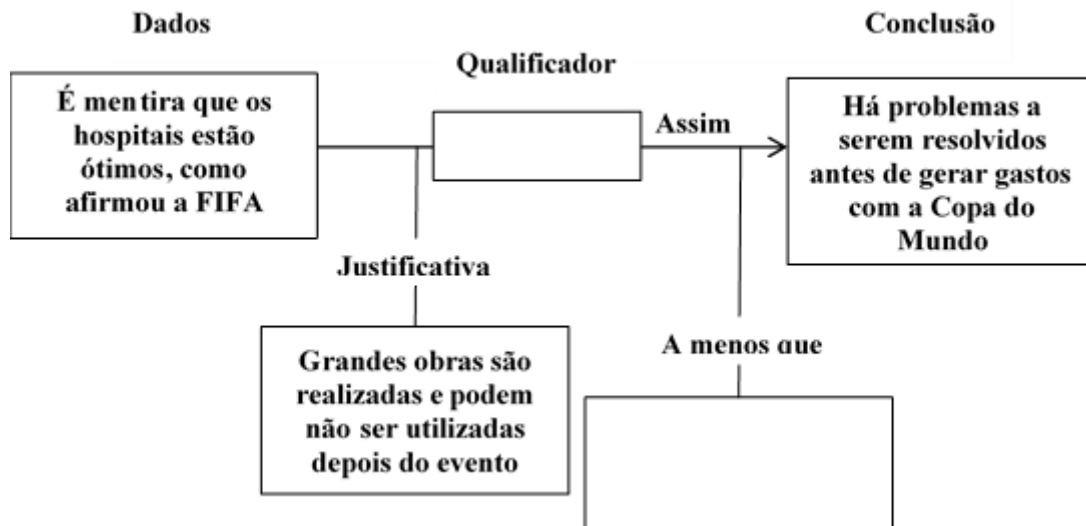 Dados
Conclusão
Qualificador
É mentira que os
hospitais estão
ótimos, como
afirmou a FIFA
Assim
Há problemas a
serem resolvidos
antes de gerar gastos
com a Copa do
Mundo
Justificativa
A menos que
Grandes obras são
realizadas e podem
não ser utilizadas
depois do evento